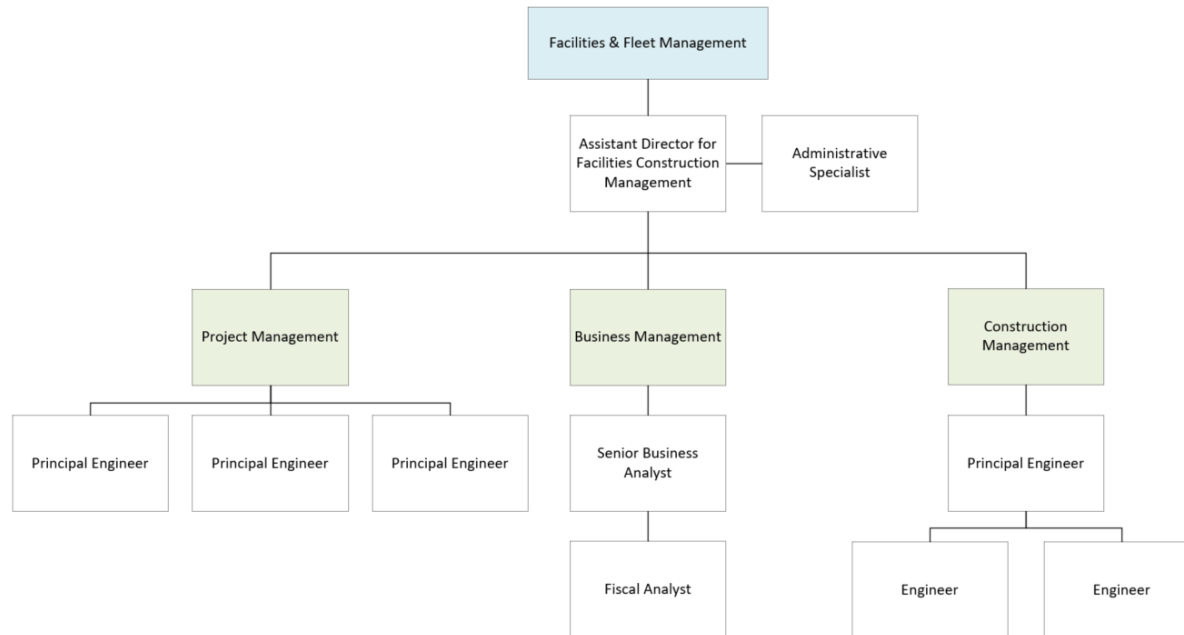 Facilities & Fleet Management
Assistant Director for
Facilities Construction
Management
Administrative
Specialist
Project Management
Business Management
Construction
Management
Principal Engineer
Principal Engineer
Principal Engineer
Senior Business
Analyst
Principal Engineer
Fiscal Analyst
Engineer
Engineer